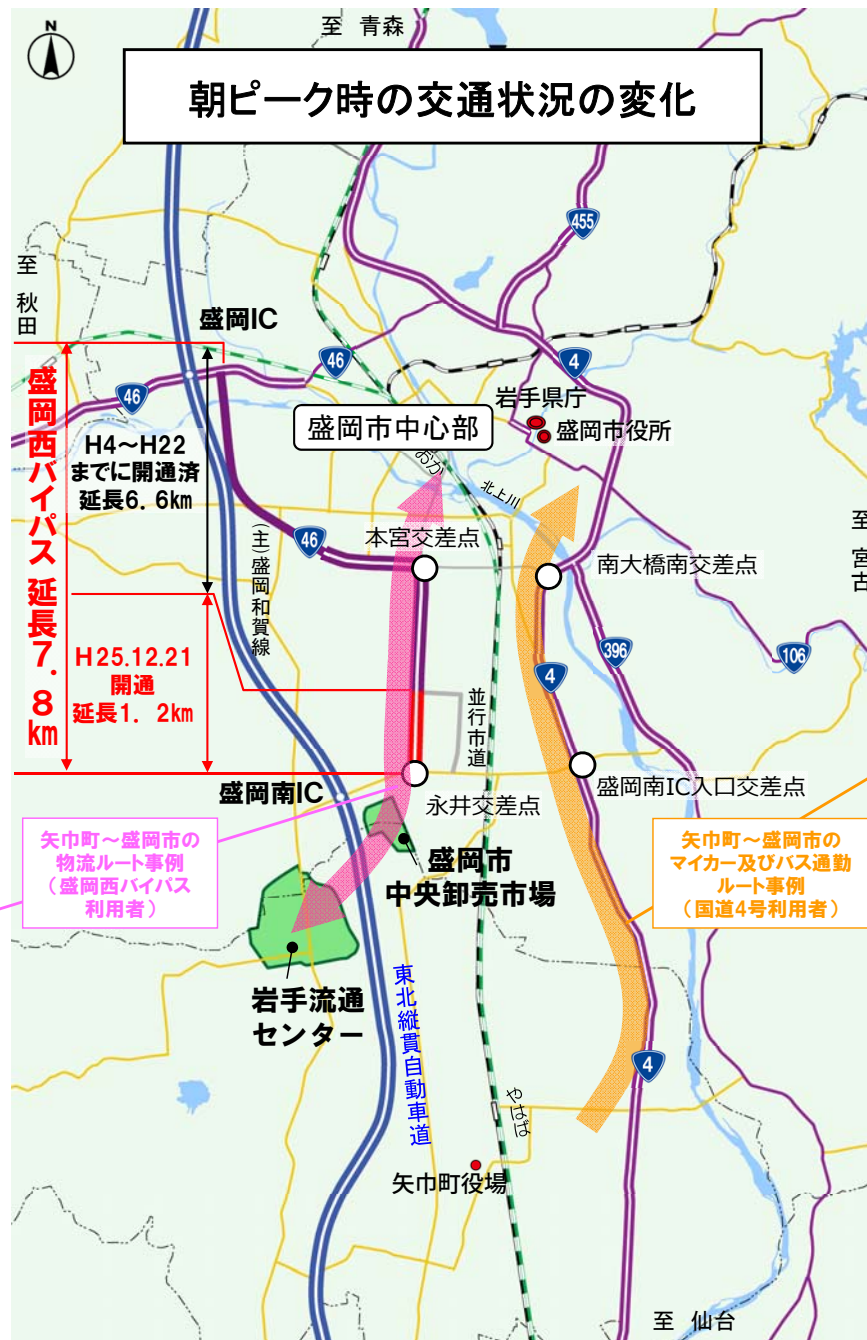 N
至 青森
朝ピーク時の交通状況の変化
455
至
秋田
盛岡IC
46
4
46
岩手県庁
盛岡市役所
盛岡市中心部
おか
盛岡西バイパス 延長7.8km
H4～H22
までに開通済
延長6.6km
北上川
46
本宮交差点
南大橋南交差点
至
宮古
(主)盛岡和賀線
396
106
4
H25.12.21
開通
延長1.2km
並行市道
盛岡南IC
永井交差点
盛岡南IC入口交差点
矢巾町～盛岡市の
物流ルート事例
(盛岡西バイパス
利用者)
盛岡市
中央卸売市場
矢巾町～盛岡市の
マイカー及びバス通勤
ルート事例
(国道4号利用者)
岩手流通
センター
東北縦貫自動車道
4
やはば
矢巾町役場
至 仙台